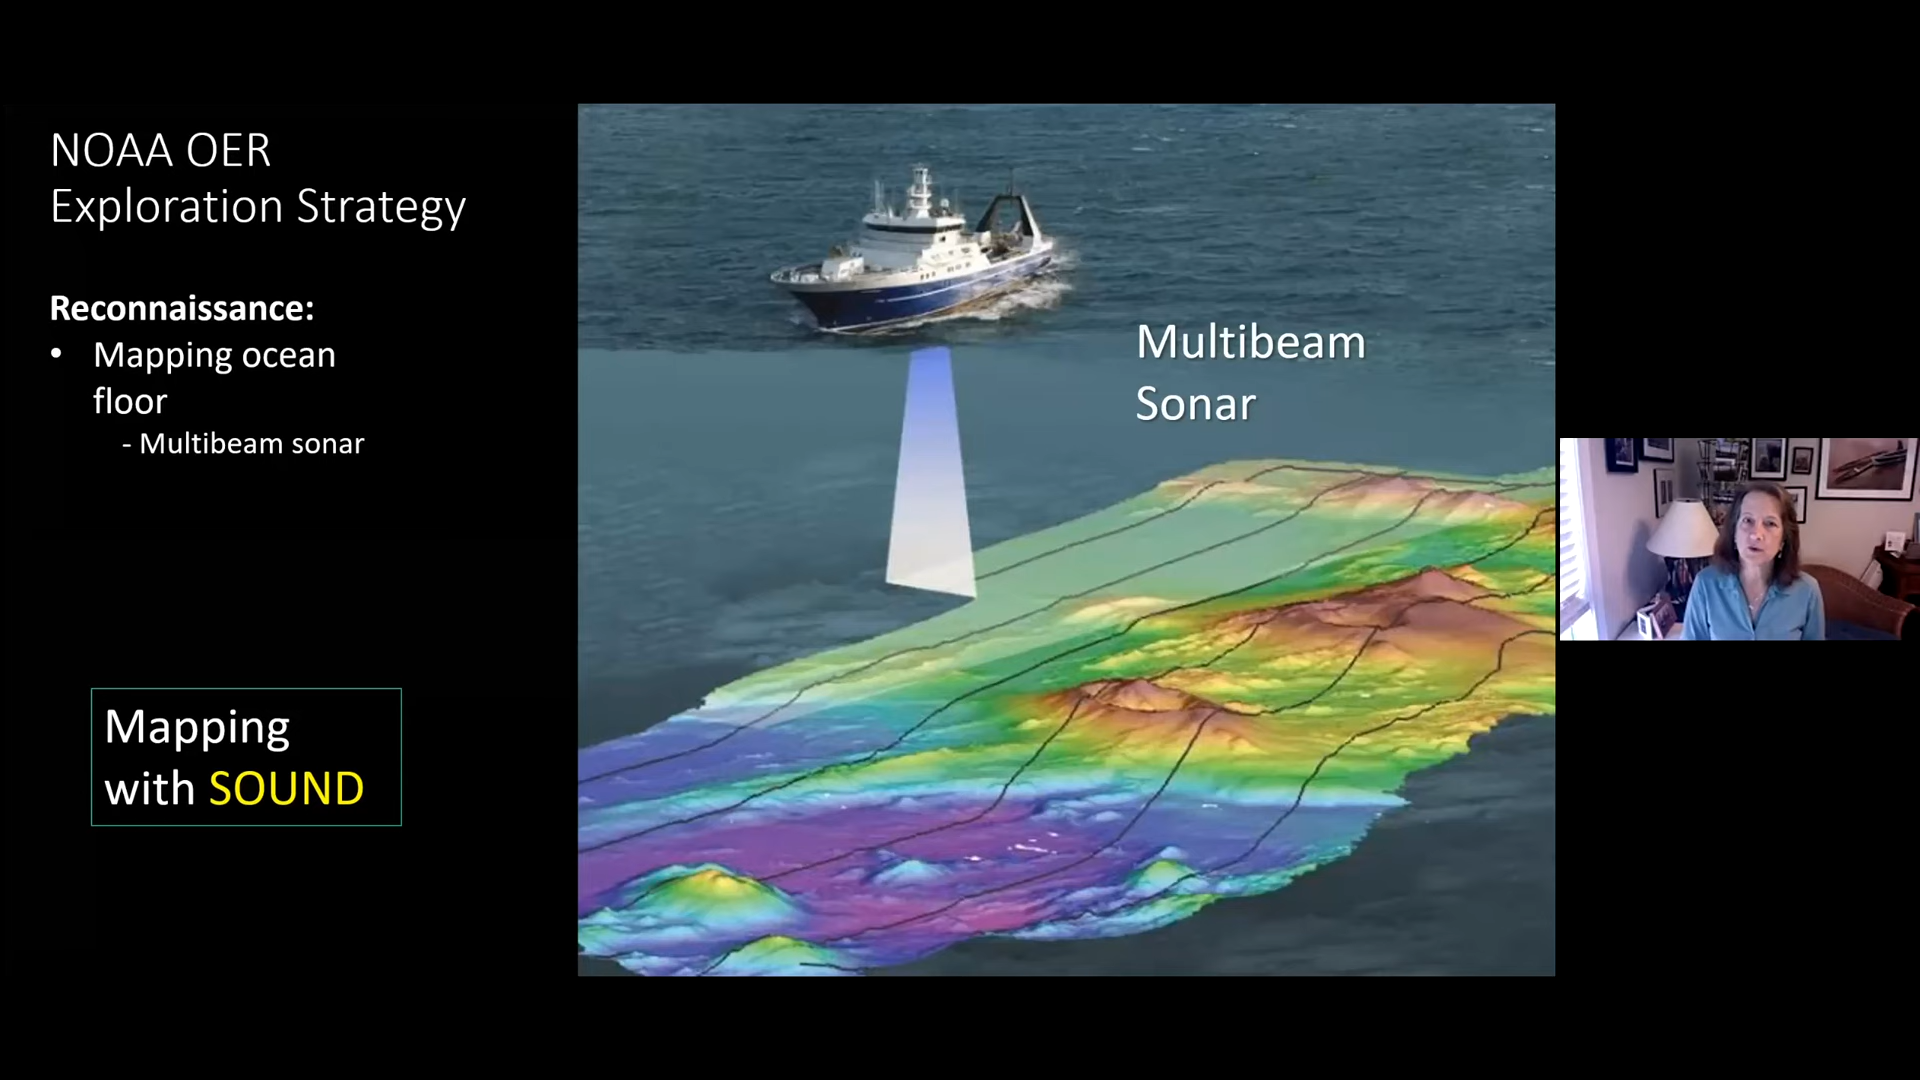 NOAA OER
Exploration Strategy
Reconnaissance:
• Mapping ocean
floor
- Multibeam sonar
Mapping
with SOUND
Multibeam
Sonar